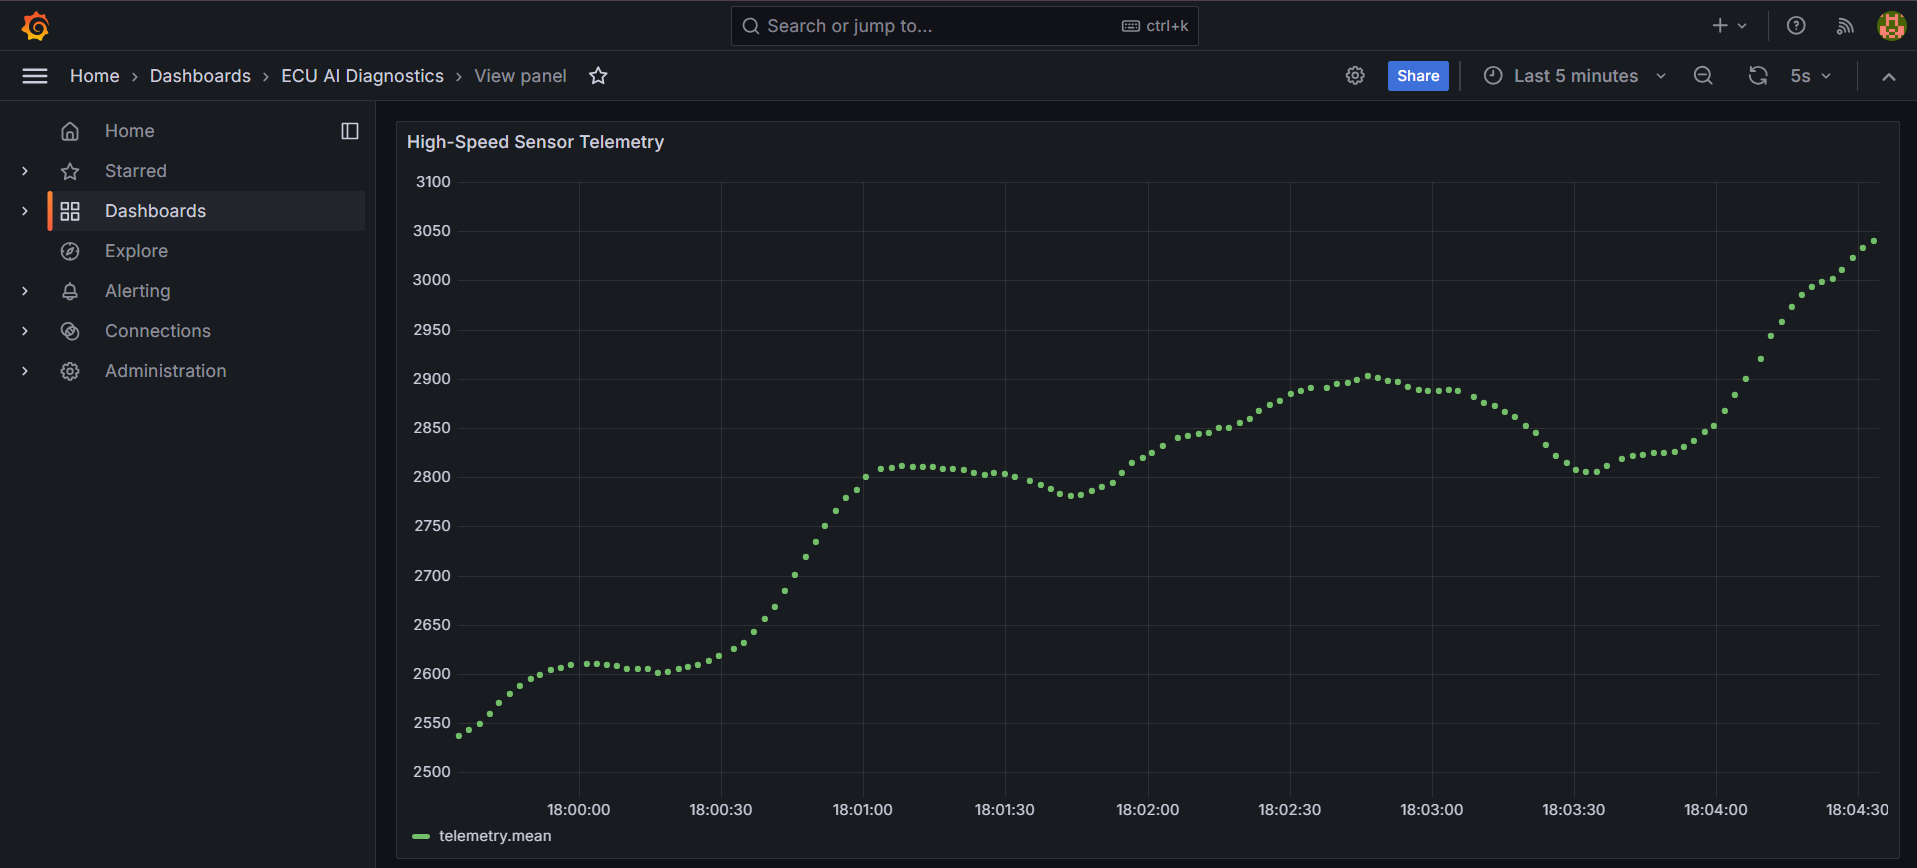 Search or jump to... ctrl+k
Home › Dashboards › ECU AI Diagnostics › View panel Share Last 5 minutes 5s
Home
Starred
Dashboards
Explore
Alerting
Connections
Administration
High-Speed Sensor Telemetry
3100
3050
3000
2950
2900
2850
2800
2750
2700
2650
2600
2550
2500
18:00:00 18:00:30 18:01:00 18:01:30 18:02:00 18:02:30 18:03:00 18:03:30 18:04:00 18:04:30
telemetry.mean